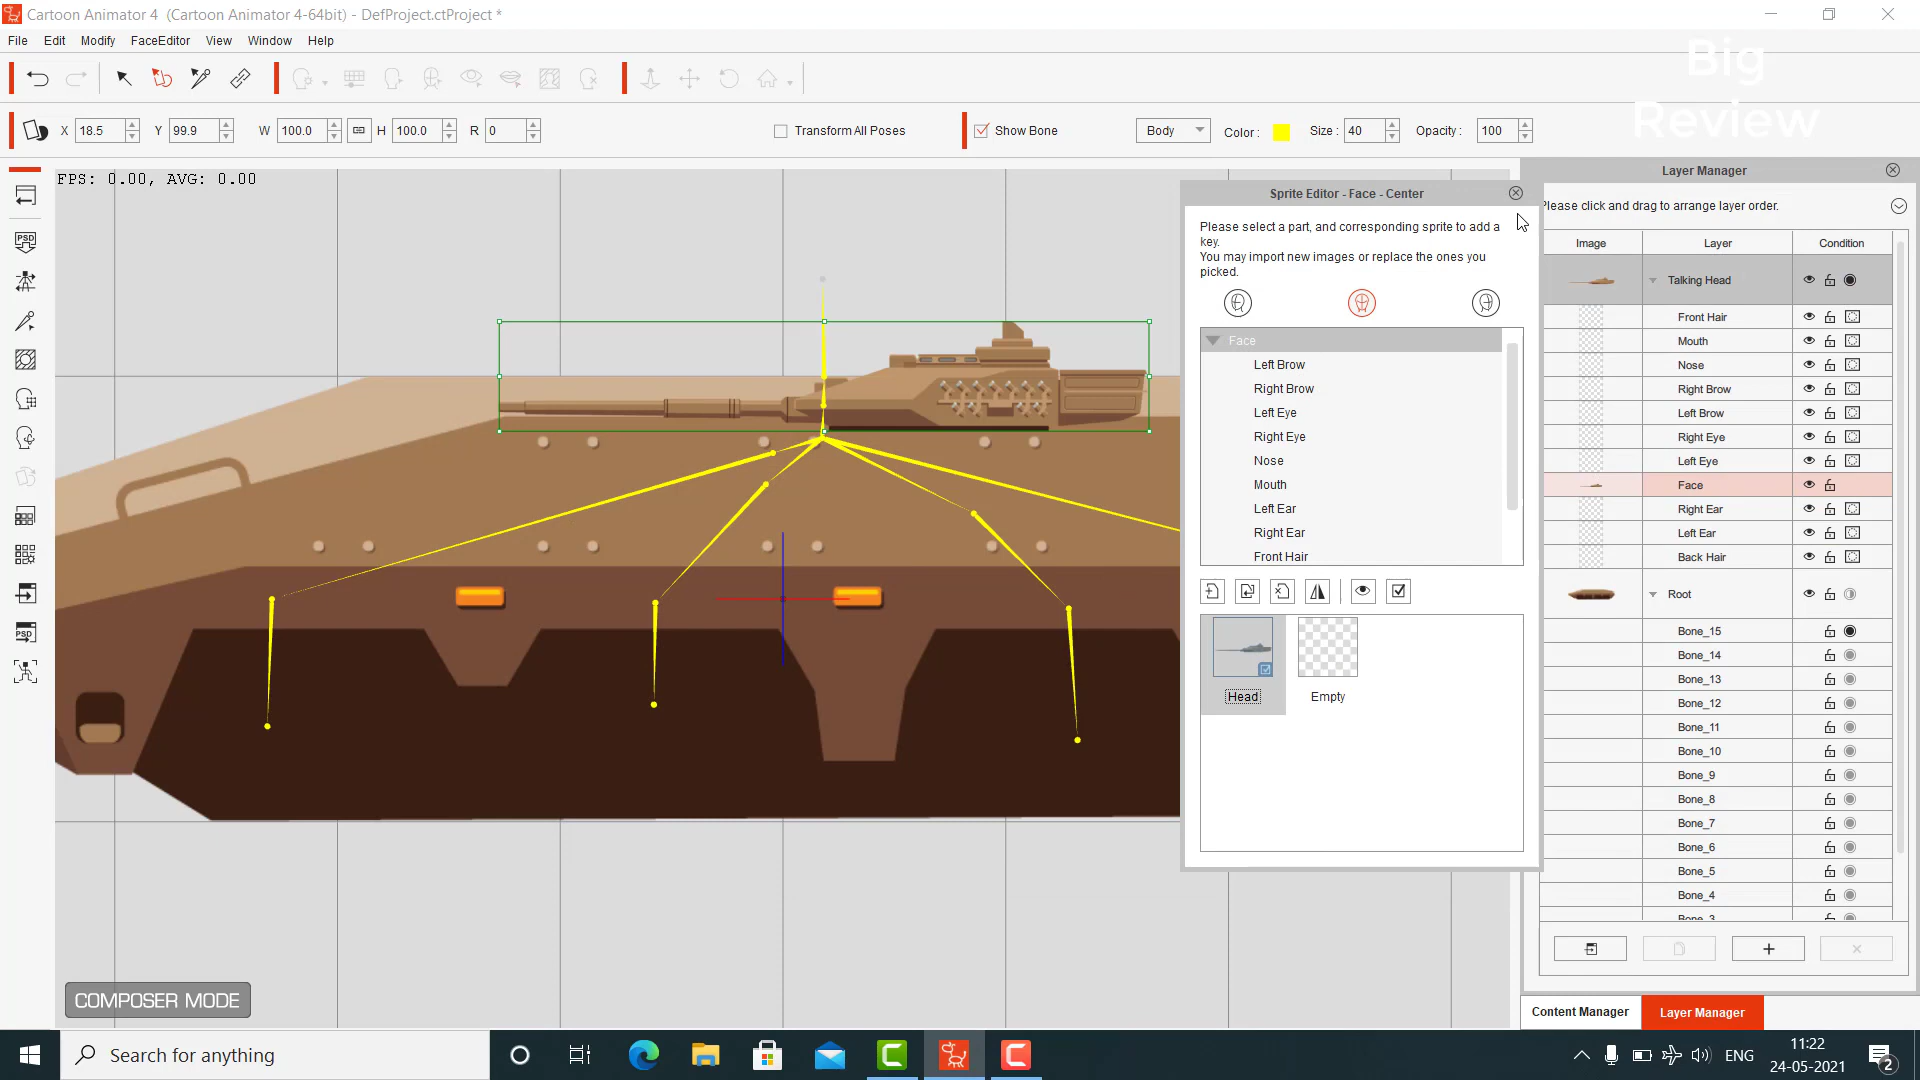 Cartoon Animator 4  (Cartoon Animator 4-64bit) - DefProject.ctProject *
File Edit Modify FaceEditor View Window Help
Big
Review
X 18.5 Y 99.9 W 100.0 H 100.0 R 0 Transform All Poses Show Bone Body Color : Size : 40 Opacity : 100
FPS: 0.00, AVG: 0.00
Sprite Editor - Face - Center
Please select a part, and corresponding sprite to add a
key.
You may import new images or replace the ones you
picked.
Face
Left Brow
Right Brow
Left Eye
Right Eye
Nose
Mouth
Left Ear
Right Ear
Front Hair
Head Empty
Layer Manager
Please click and drag to arrange layer order.
Image Layer Condition
Talking Head
Front Hair
Mouth
Nose
Right Brow
Left Brow
Right Eye
Left Eye
Face
Right Ear
Left Ear
Back Hair
Root
Bone_15
Bone_14
Bone_13
Bone_12
Bone_11
Bone_10
Bone_9
Bone_8
Bone_7
Bone_6
Bone_5
Bone_4
Bone_3
PSD
PSD
COMPOSER MODE
Content Manager Layer Manager
Search for anything
ENG
11:22
24-05-2021
2